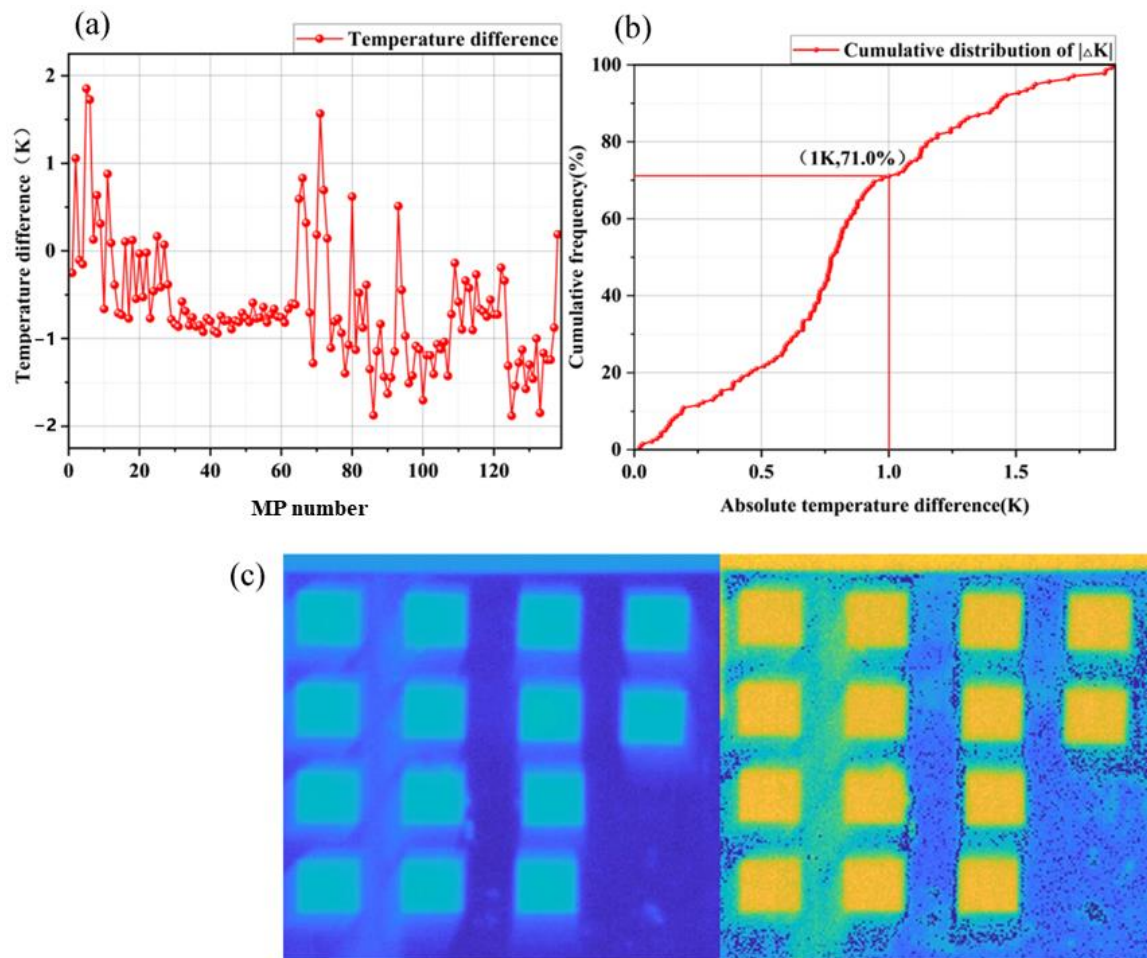 (a)
Temperature difference
2
1
0
−1
−2
Temperature difference（K）
0 20 40 60 80 100 120
MP number
(b)
Cumulative distribution of |△K|
100
80
60
40
20
0
（1K,71.0%）
Cumulative frequency(%)
0.0 0.5 1.0 1.5
Absolute temperature difference(K)
(c)